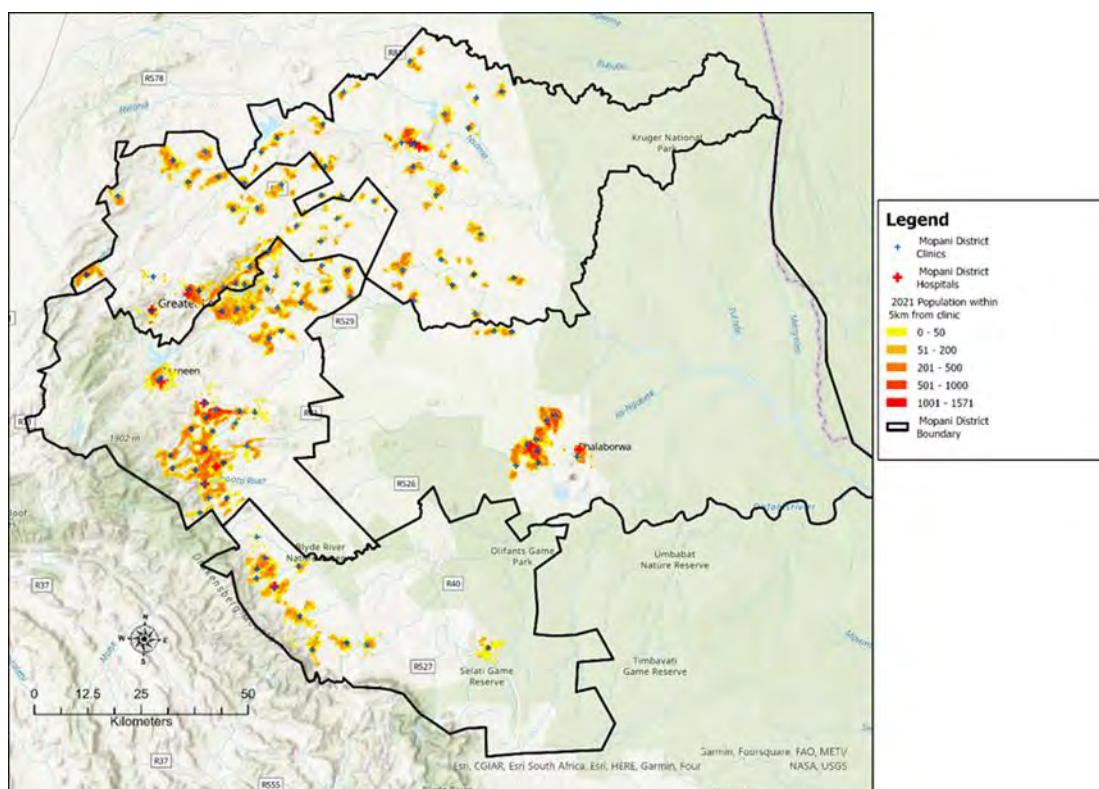 R81
R578
Kruger National
Park
Greater
R529
Phalaborwa
1902 m
R526
Blyde River
Olifants Game
Park
Umbabat
Nature Reserve
R40
R37
Drakensberg
R527
Selati Game
Reserve
Timbavati
Game Reserve
N
W
E
S
0 12.5 25 50
Kilometers
R37
R555
Garmin, Foursquare, FAO, METI/
Esri, CGIAR, Esri South Africa, Esri, HERE, Garmin, Four
NASA, USGS
Legend
Mopani District
Clinics
Mopani District
Hospitals
2021 Population within
5km from clinic
0 - 50
51 - 200
201 - 500
501 - 1000
1001 - 1571
Mopani District
Boundary